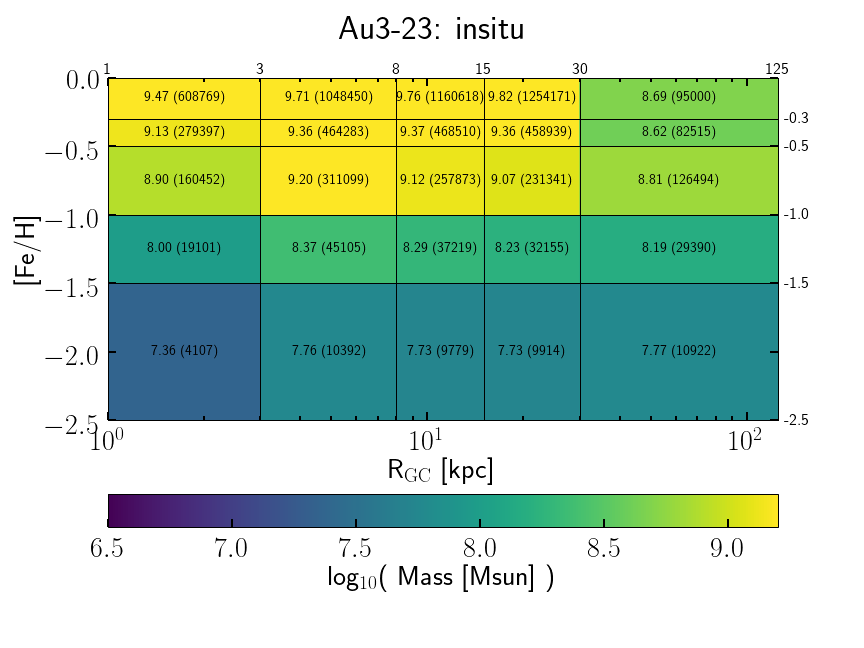 Au3-23: insitu
1 3 8 15 30 125
0.0 9.47 (608769) 9.71 (1048450) 9.76 (1160618) 9.82 (1254171) 8.69 (95000)
-0.3
9.13 (279397) 9.36 (464283) 9.37 (468510) 9.36 (458939) 8.62 (82515)
−0.5 -0.5
8.90 (160452) 9.20 (311099) 9.12 (257873) 9.07 (231341) 8.81 (126494)
−1.0 -1.0
[Fe/H]
8.00 (19101) 8.37 (45105) 8.29 (37219) 8.23 (32155) 8.19 (29390)
−1.5 -1.5
−2.0 7.36 (4107) 7.76 (10392) 7.73 (9779) 7.73 (9914) 7.77 (10922)
−2.5 -2.5
10⁰ 10¹ 10²
R_GC [kpc]
6.5 7.0 7.5 8.0 8.5 9.0
log₁₀( Mass [Msun] )